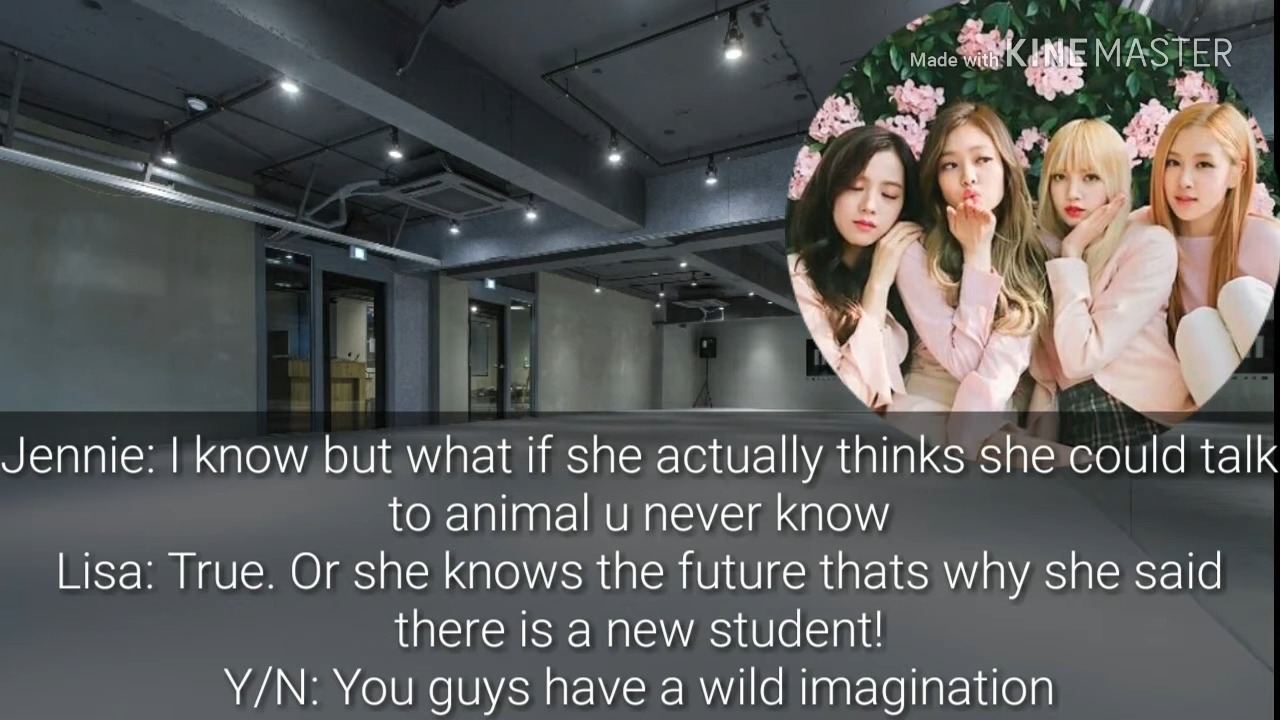 Made with KINEMASTER
Jennie: I know but what if she actually thinks she could talk
to animal u never know
Lisa: True. Or she knows the future thats why she said
there is a new student!
Y/N: You guys have a wild imagination